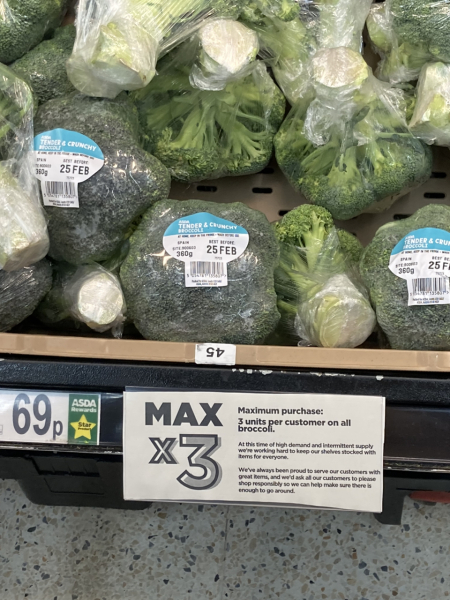 TENDER & CRUNCHY
BROCCOLI
SPAIN
360g
BEST BEFORE:
25 FEB
TENDER & CRUNCHY
BROCCOLI
SPAIN
360g
BEST BEFORE:
25 FEB
TENDER & CRUNCHY
BROCCOLI
SPAIN
360g
BEST
25 F
45
69p
ASDA
Rewards
Star
MAX
x3
Maximum purchase:
3 units per customer on all
broccoli.
At this time of high demand and intermittent supply
we're working hard to keep our shelves stocked with
items for everyone.
We've always been proud to serve our customers with
great items, and we'd ask all our customers to please
shop responsibly so we can help make sure there is
enough to go around.